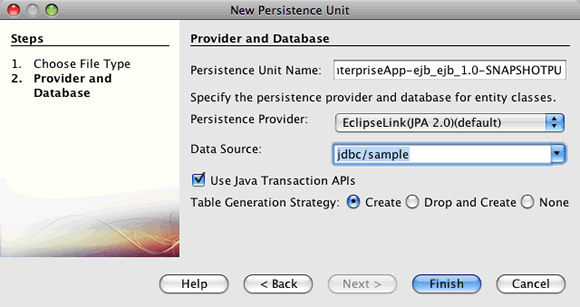 New Persistence Unit
Steps
1. Choose File Type
2. Provider and
Database
Provider and Database
Persistence Unit Name: nterpriseApp-ejb_ejb_1.0-SNAPSHOTPU
Specify the persistence provider and database for entity classes.
Persistence Provider: EclipseLink(JPA 2.0)(default)
Data Source: jdbc/sample
Use Java Transaction APIs
Table Generation Strategy: Create Drop and Create None
Help < Back Next > Finish Cancel